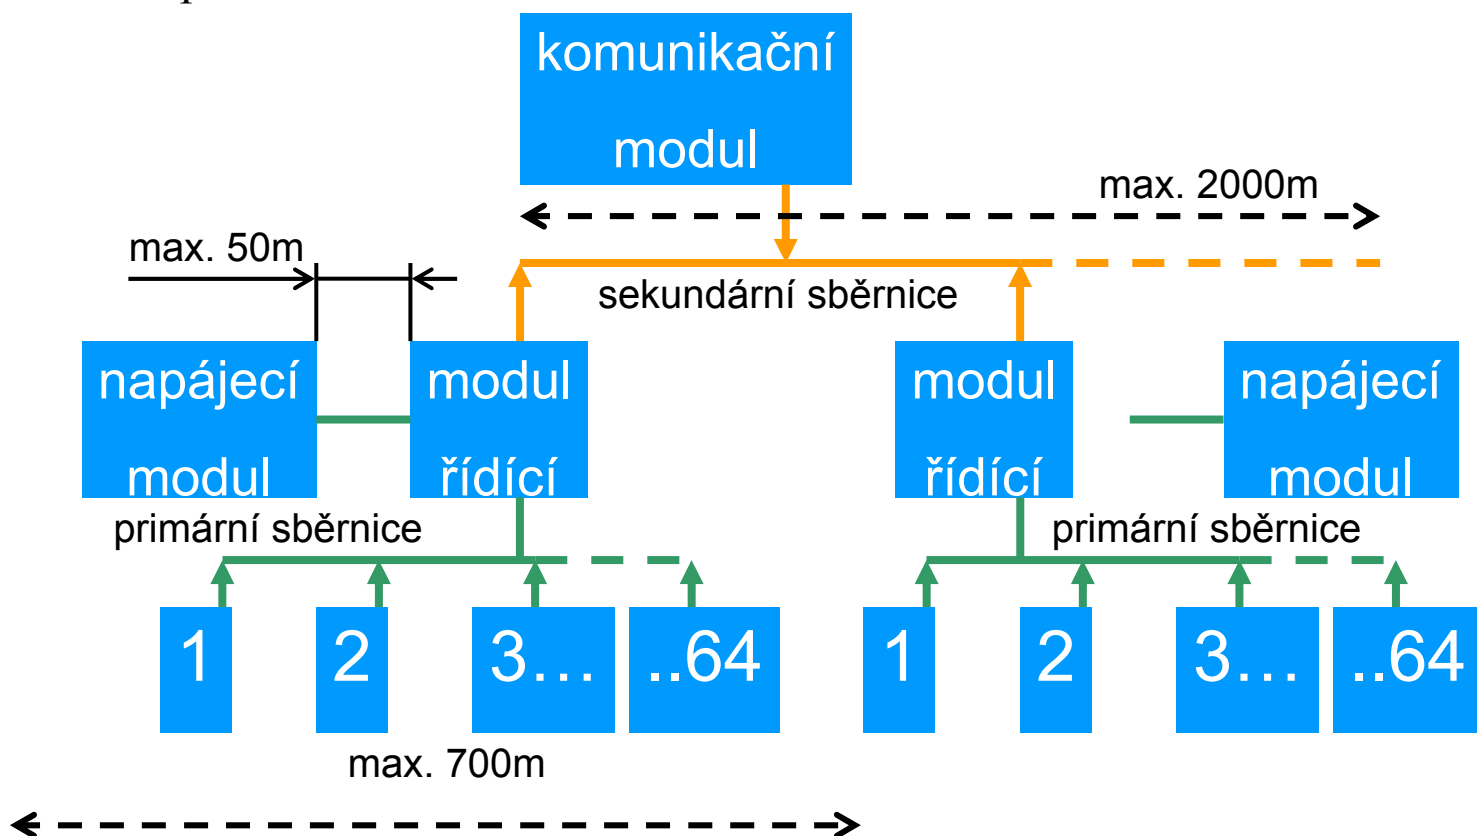 komunikační
modul
max. 2000m
max. 50m
sekundární sběrnice
napájecí
modul
modul
řídící
modul
řídící
napájecí
modul
primární sběrnice
primární sběrnice
1
2
3…
..64
1
2
3…
..64
max. 700m